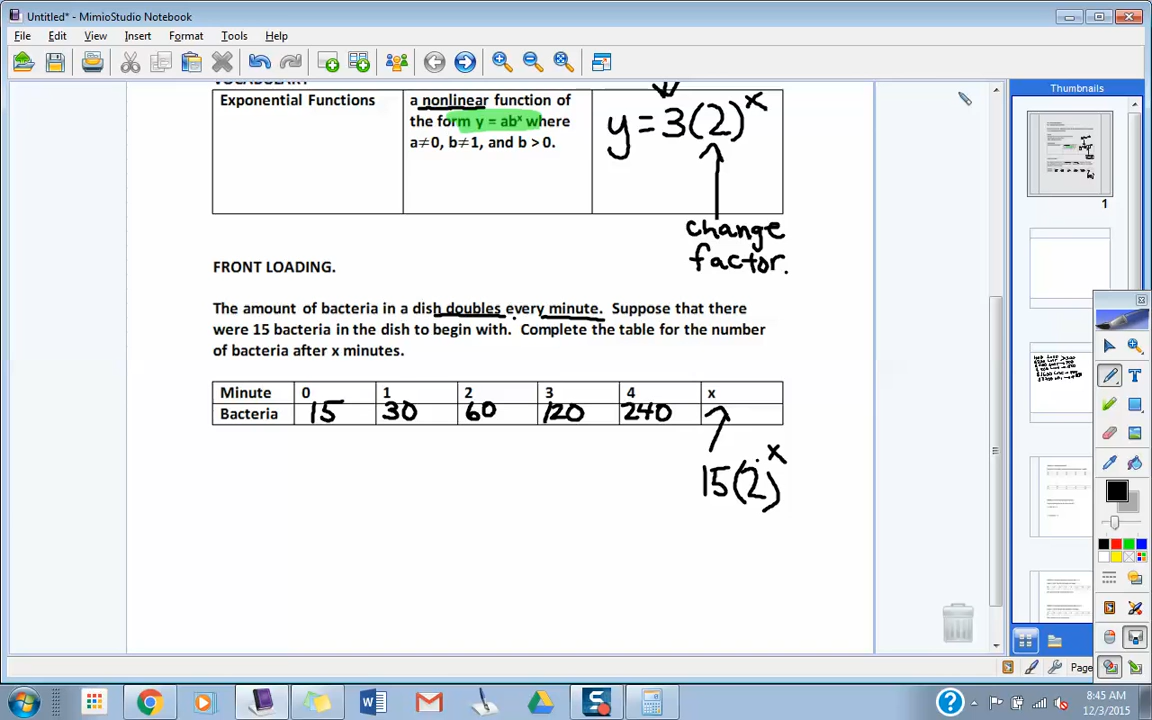 Untitled* - MimioStudio Notebook
File Edit View Insert Format Tools Help
Thumbnails
VOCABULARY
Exponential Functions
a nonlinear function of
the form y = abˣ where
a≠0, b≠1, and b > 0.
y = 3(2)ˣ
change
factor.
FRONT LOADING.
The amount of bacteria in a dish doubles every minute. Suppose that there
were 15 bacteria in the dish to begin with. Complete the table for the number
of bacteria after x minutes.
Minute 0 1 2 3 4 x
Bacteria 15 30 60 120 240
15(2)ˣ
1
Page
8:45 AM
12/3/2015